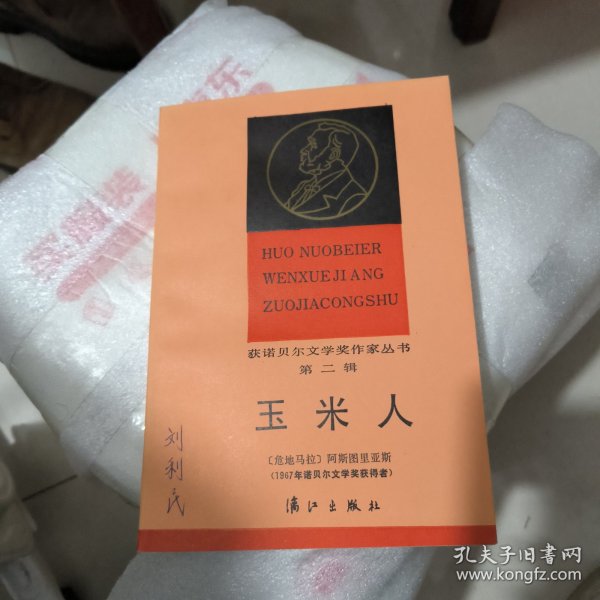 HUO NUOBEIER
WENXUEJIANG
ZUOJIACONGSHU
获诺贝尔文学奖作家丛书
第二辑
玉米人
〔危地马拉〕阿斯图里亚斯
(1967年诺贝尔文学奖获得者)
漓江出版社
刘利民
孔夫子旧书网
www.kongfz.com